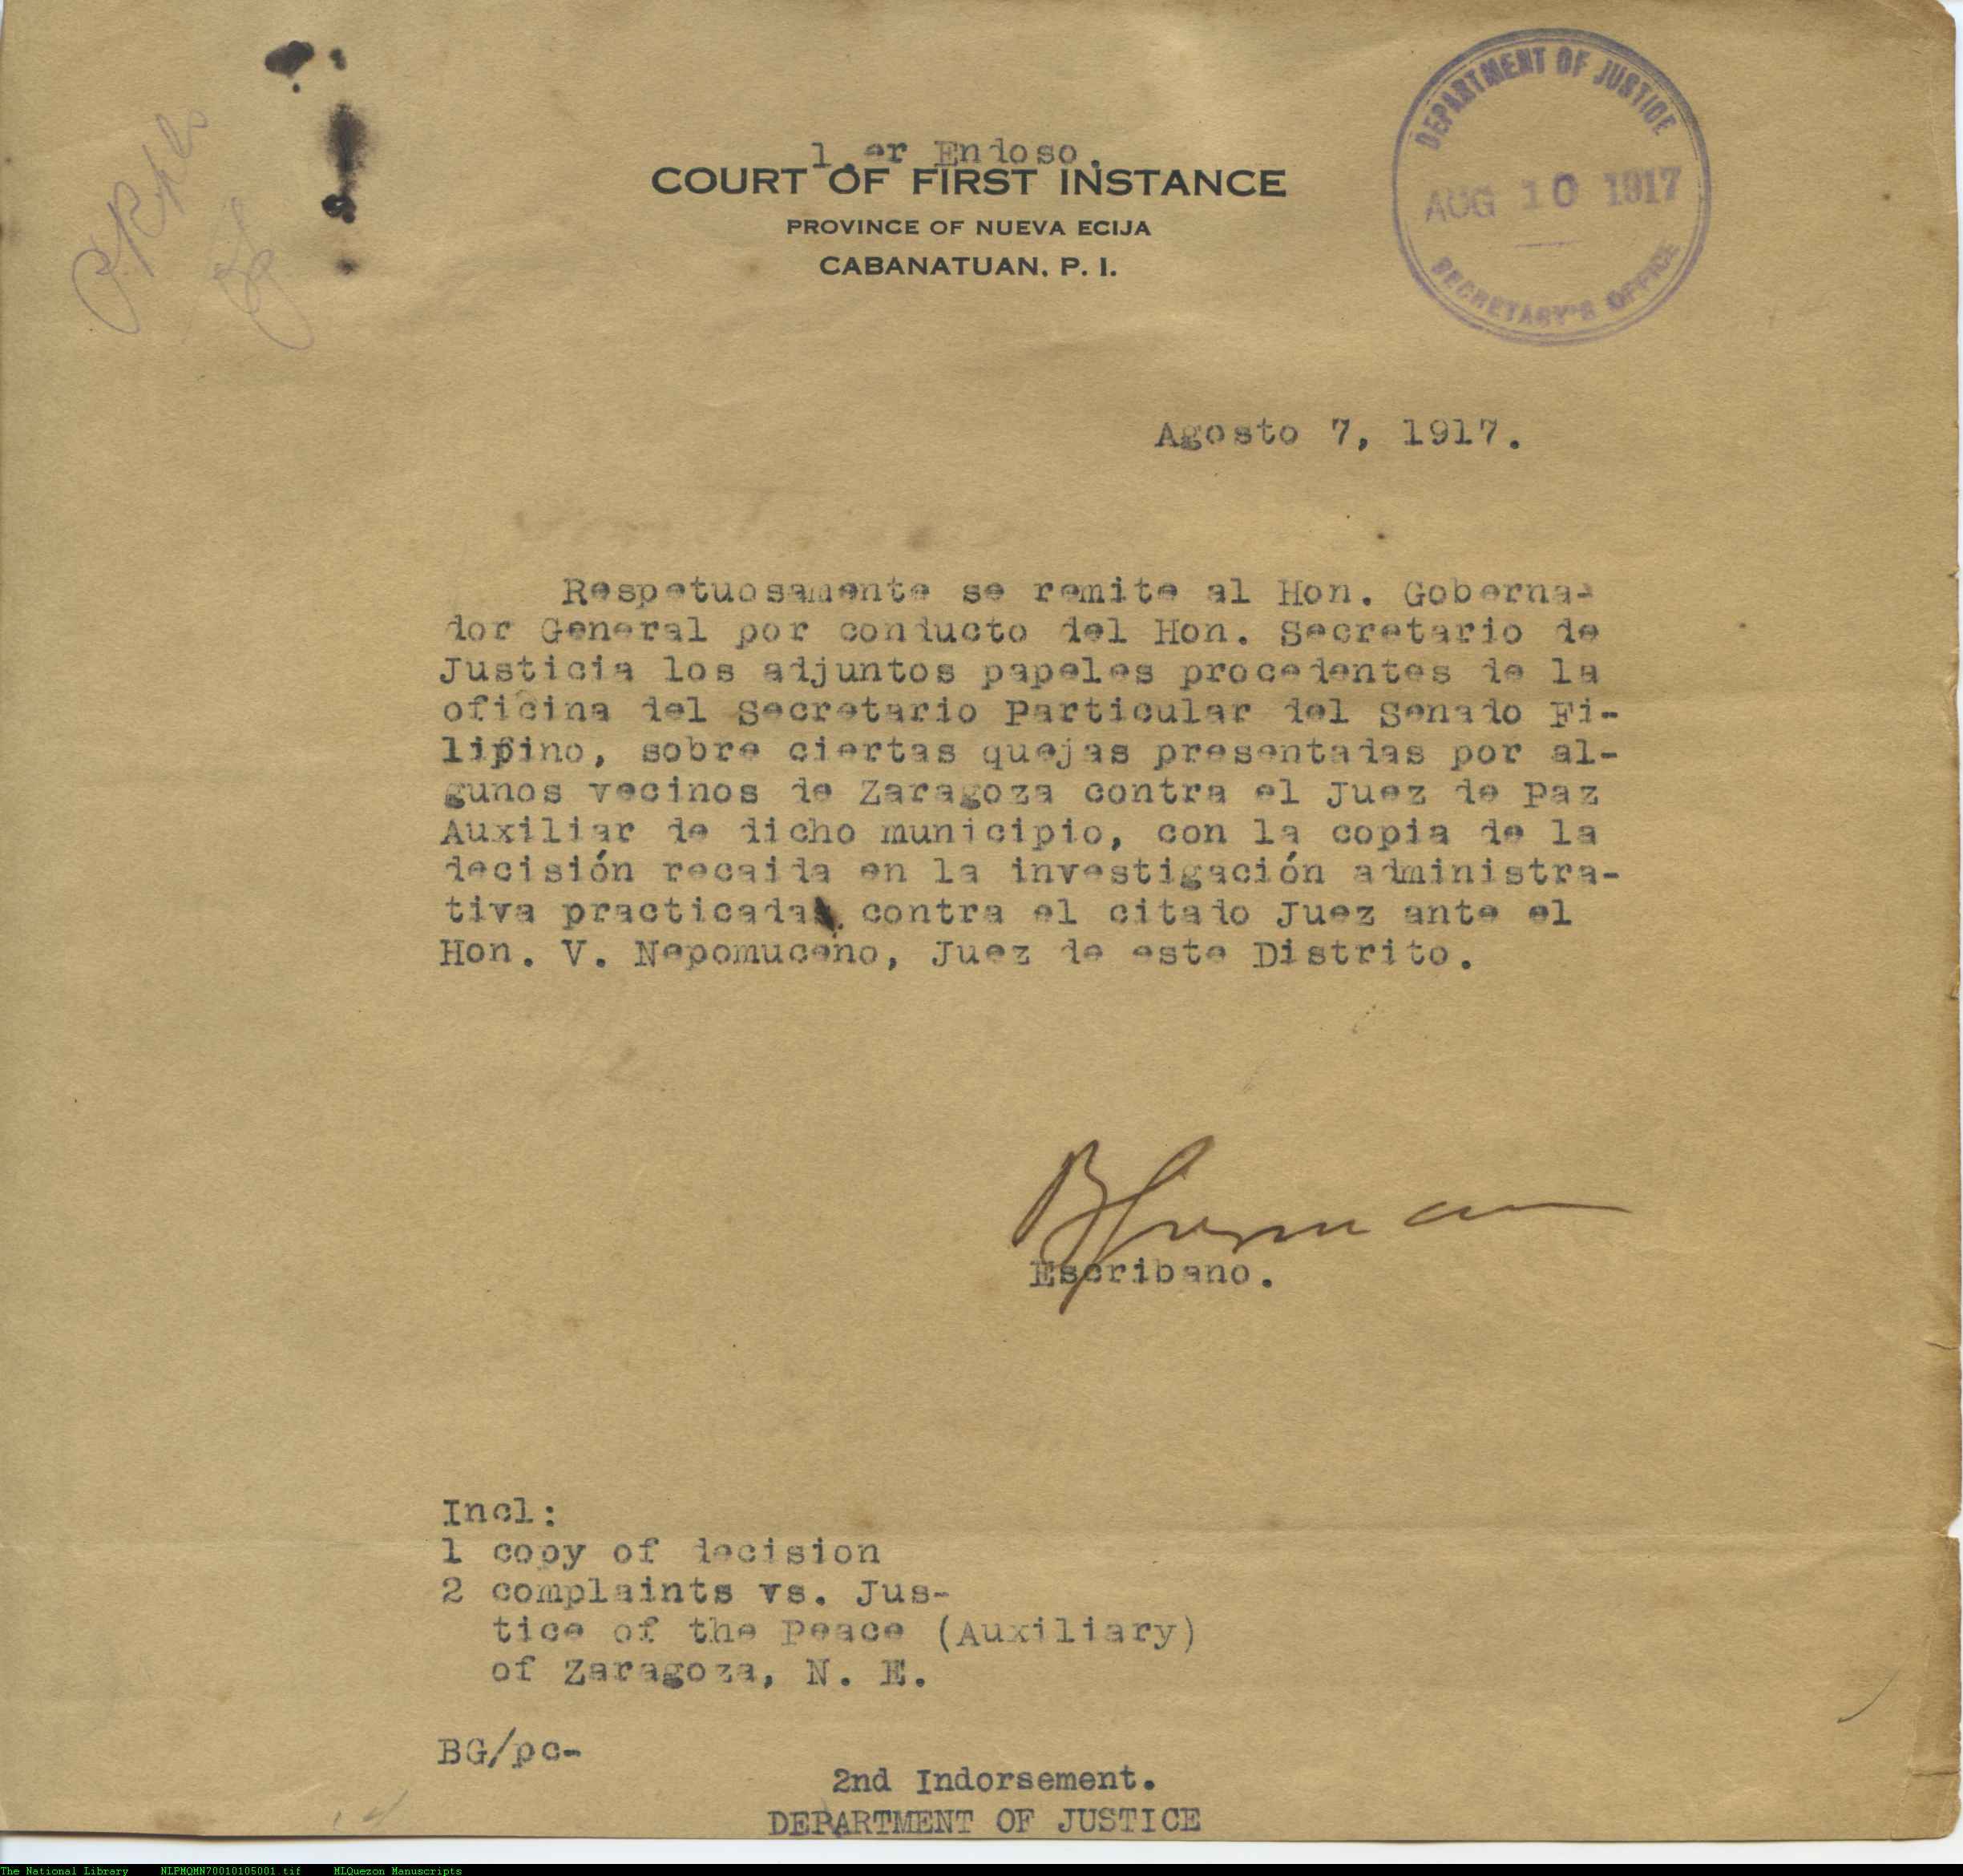 1.er Endoso.
COURT OF FIRST INSTANCE
PROVINCE OF NUEVA ECIJA
CABANATUAN, P. I.
DEPARTMENT OF JUSTICE
AUG 10 1917
SECRETARY'S OFFICE
Agosto 7, 1917.
Respetuosamente se remite al Hon. Goberna-
dor General por conducto del Hon. Secretario de
Justicia los adjuntos papeles procedentes de la
oficina del Secretario Particular del Senado Fi-
lipino, sobre ciertas quejas presentadas por al-
gunos vecinos de Zaragoza contra el Juez de Paz
Auxiliar de dicho municipio, con la copia de la
decisión recaida en la investigación administra-
tiva practicada contra el citado Juez ante el
Hon. V. Nepomuceno, Juez de este Distrito.
Escribano.
Incl:
1 copy of decision
2 complaints vs. Jus-
tice of the Peace (Auxiliary)
of Zaragoza, N. E.
BG/pc-
2nd Indorsement.
DEPARTMENT OF JUSTICE
The National Library NLPMQMN70010105001.tif MLQuezon Manuscripts